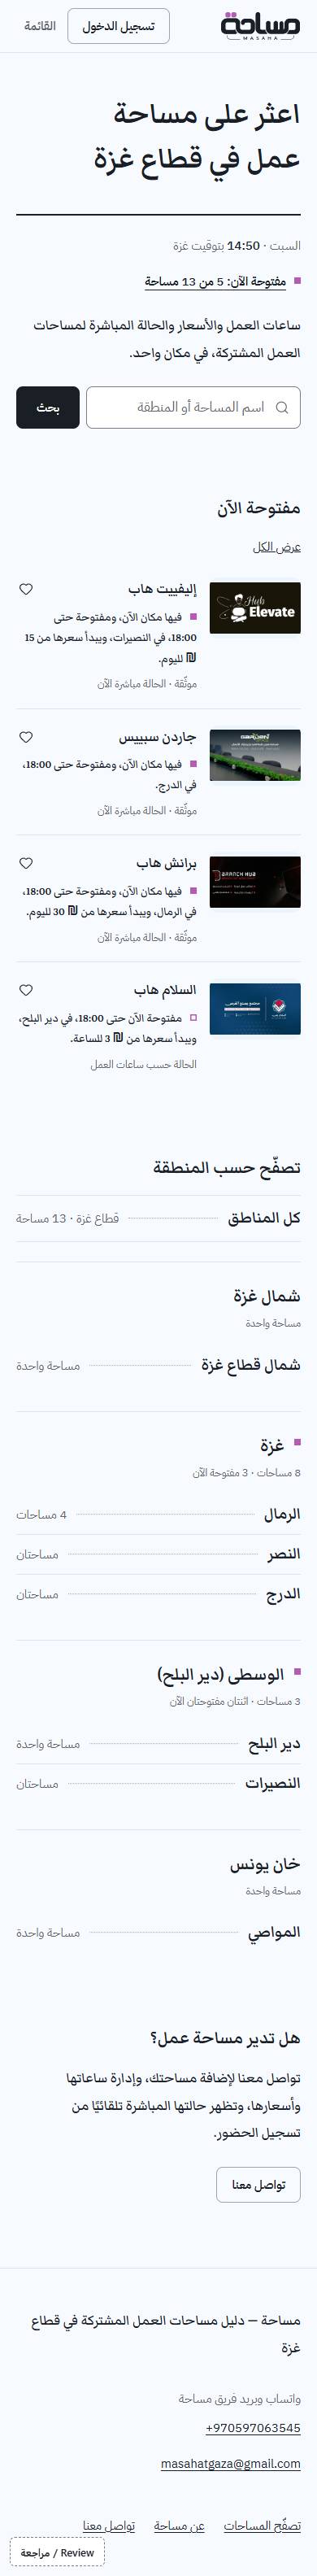 مساحة
MASAHA
تسجيل الدخول
القائمة
اعثر على مساحة
عمل في قطاع غزة
السبت · 14:50 بتوقيت غزة
مفتوحة الآن: 5 من 13 مساحة
ساعات العمل والأسعار والحالة المباشرة لمساحات
العمل المشتركة، في مكان واحد.
اسم المساحة أو المنطقة
بحث
مفتوحة الآن
عرض الكل
Hub
Elevate
إليفييت هاب
فيها مكان الآن، ومفتوحة حتى
18:00، في النصيرات، ويبدأ سعرها من 15
₪ لليوم.
موثّقة · الحالة مباشرة الآن
جاردن سبييس
فيها مكان الآن، ومفتوحة حتى 18:00،
في الدرج.
موثّقة · الحالة مباشرة الآن
BRANCH HUB
برانش هاب
فيها مكان الآن، ومفتوحة حتى 18:00،
في الرمال، ويبدأ سعرها من ₪ 30 لليوم.
موثّقة · الحالة مباشرة الآن
السلام هاب
مفتوحة الآن حتى 18:00، في دير البلح،
ويبدأ سعرها من ₪ 3 للساعة.
الحالة حسب ساعات العمل
تصفّح حسب المنطقة
كل المناطق
قطاع غزة · 13 مساحة
شمال غزة
مساحة واحدة
شمال قطاع غزة
مساحة واحدة
غزة
8 مساحات · 3 مفتوحة الآن
الرمال
4 مساحات
النصر
مساحتان
الدرج
مساحتان
الوسطى (دير البلح)
3 مساحات · اثنتان مفتوحتان الآن
دير البلح
مساحة واحدة
النصيرات
مساحتان
خان يونس
مساحة واحدة
المواصي
مساحة واحدة
هل تدير مساحة عمل؟
تواصل معنا لإضافة مساحتك، وإدارة ساعاتها
وأسعارها، وتظهر حالتها المباشرة تلقائيًا من
تسجيل الحضور.
تواصل معنا
مساحة — دليل مساحات العمل المشتركة في قطاع
غزة
واتساب وبريد فريق مساحة
+970597063545
masahatgaza@gmail.com
تصفّح المساحات
عن مساحة
تواصل معنا
Review / مراجعة